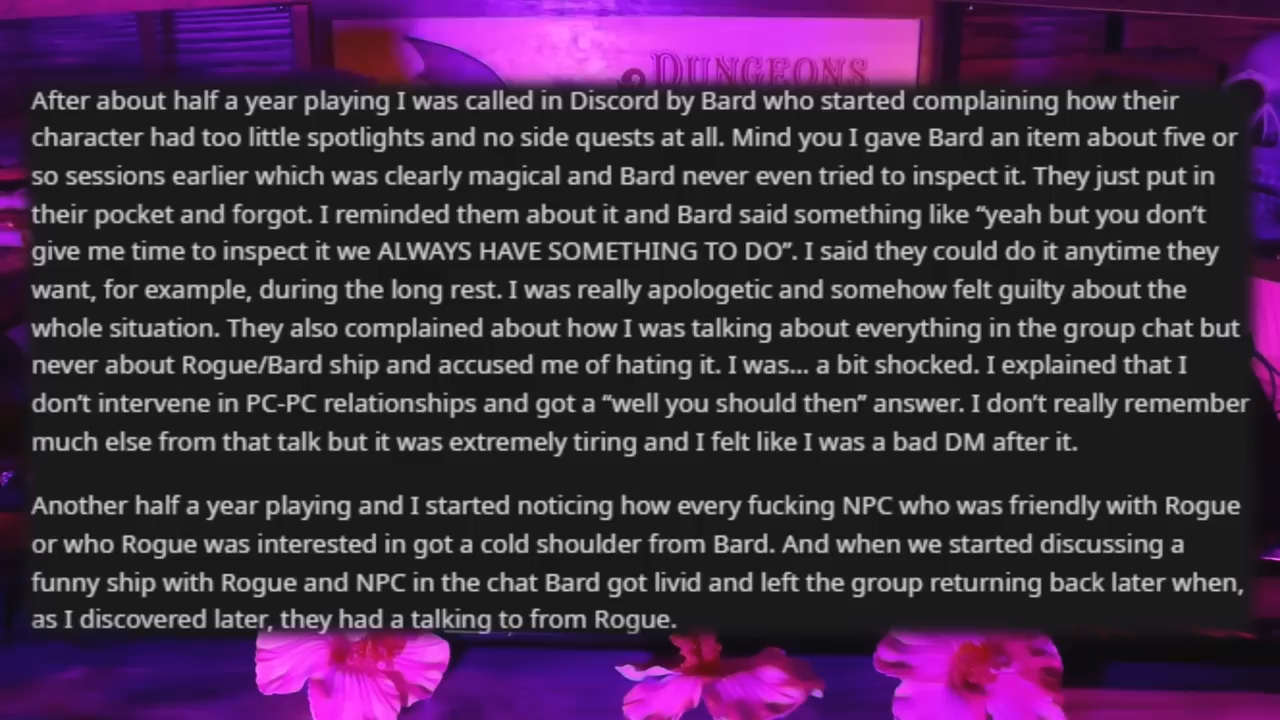 DUNGEONS
After about half a year playing I was called in Discord by Bard who started complaining how their
character had too little spotlights and no side quests at all. Mind you I gave Bard an item about five or
so sessions earlier which was clearly magical and Bard never even tried to inspect it. They just put in
their pocket and forgot. I reminded them about it and Bard said something like “yeah but you don’t
give me time to inspect it we ALWAYS HAVE SOMETHING TO DO”. I said they could do it anytime they
want, for example, during the long rest. I was really apologetic and somehow felt guilty about the
whole situation. They also complained about how I was talking about everything in the group chat but
never about Rogue/Bard ship and accused me of hating it. I was... a bit shocked. I explained that I
don’t intervene in PC-PC relationships and got a “well you should then” answer. I don’t really remember
much else from that talk but it was extremely tiring and I felt like I was a bad DM after it.
Another half a year playing and I started noticing how every fucking NPC who was friendly with Rogue
or who Rogue was interested in got a cold shoulder from Bard. And when we started discussing a
funny ship with Rogue and NPC in the chat Bard got livid and left the group returning back later when,
as I discovered later, they had a talking to from Rogue.